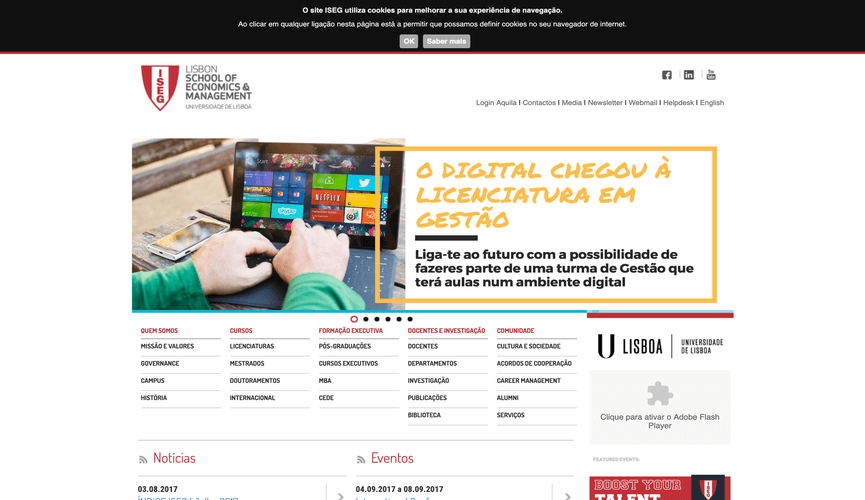 O site ISEG utiliza cookies para melhorar a sua experiência de navegação.
Ao clicar em qualquer ligação nesta página está a permitir que possamos definir cookies no seu navegador de internet.
OK Saber mais
ISEG
LISBON
SCHOOL OF
ECONOMICS &
MANAGEMENT
UNIVERSIDADE DE LISBOA
Login Aquila I Contactos I Media I Newsletter I Webmail I Helpdesk I English
Start
NETFLIX
skype
O DIGITAL CHEGOU À
LICENCIATURA EM
GESTÃO
Liga-te ao futuro com a possibilidade de
fazeres parte de uma turma de Gestão que
terá aulas num ambiente digital
QUEM SOMOS
MISSÃO E VALORES
GOVERNANCE
CAMPUS
HISTÓRIA
CURSOS
LICENCIATURAS
MESTRADOS
DOUTORAMENTOS
INTERNACIONAL
FORMAÇÃO EXECUTIVA
PÓS-GRADUAÇÕES
CURSOS EXECUTIVOS
MBA
CEDE
DOCENTES E INVESTIGAÇÃO
DOCENTES
DEPARTAMENTOS
INVESTIGAÇÃO
PUBLICAÇÕES
BIBLIOTECA
COMUNIDADE
CULTURA E SOCIEDADE
ACORDOS DE COOPERAÇÃO
CAREER MANAGEMENT
ALUMNI
SERVIÇOS
LISBOA
UNIVERSIDADE
DE LISBOA
Clique para ativar o Adobe Flash
Player
FEATURED EVENTS:
BOOST YOUR
TALENT
ISEG
Notícias
03.08.2017
Eventos
04.09.2017 a 08.09.2017